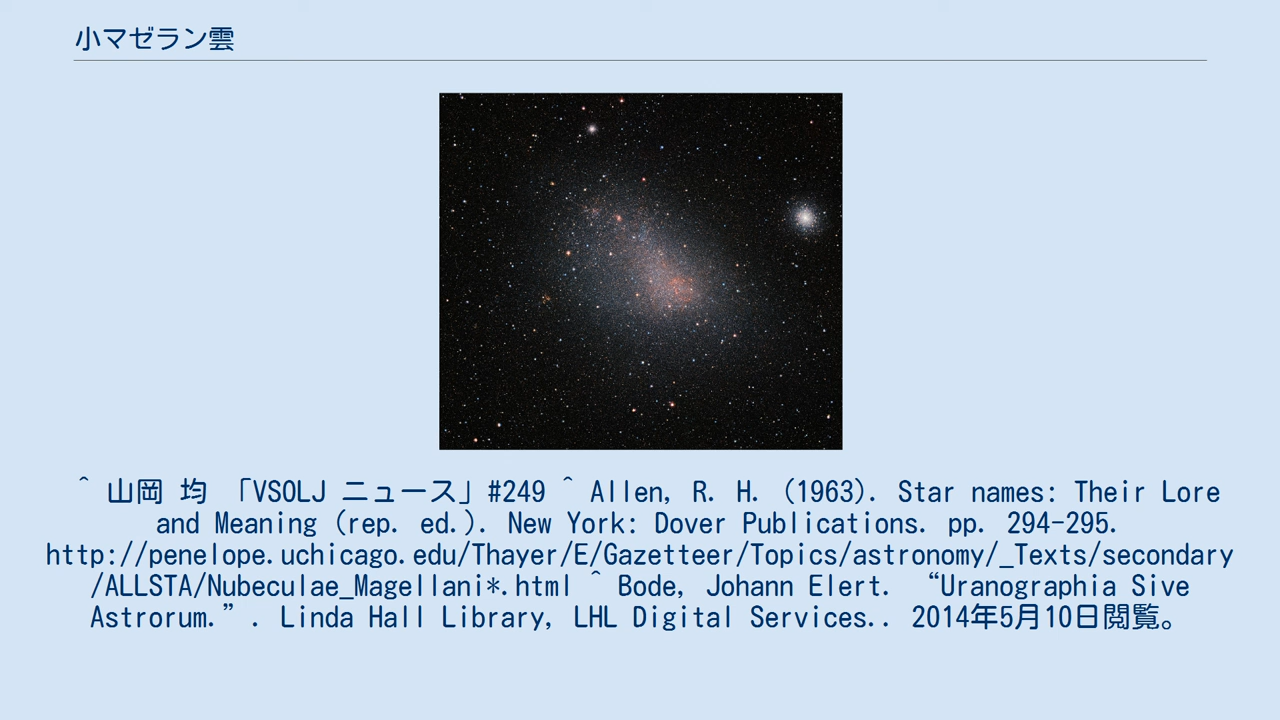 小マゼラン雲
^ 山岡 均 「VSOLJ ニュース」#249 ^ Allen, R. H. (1963). Star names: Their Lore
and Meaning (rep. ed.). New York: Dover Publications. pp. 294-295.
http://penelope.uchicago.edu/Thayer/E/Gazetteer/Topics/astronomy/_Texts/secondary
/ALLSTA/Nubeculae_Magellani*.html ^ Bode, Johann Elert. “Uranographia Sive
Astrorum.”. Linda Hall Library, LHL Digital Services.. 2014年5月10日閲覧。